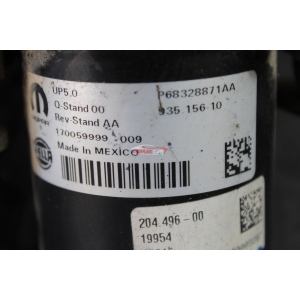 UP5.0
P68328871AA
Q-Stand 00
935.156-10
Rev-Stand AA
170059999 009
Made In MEXICO
HELLA
204.496-00
19954